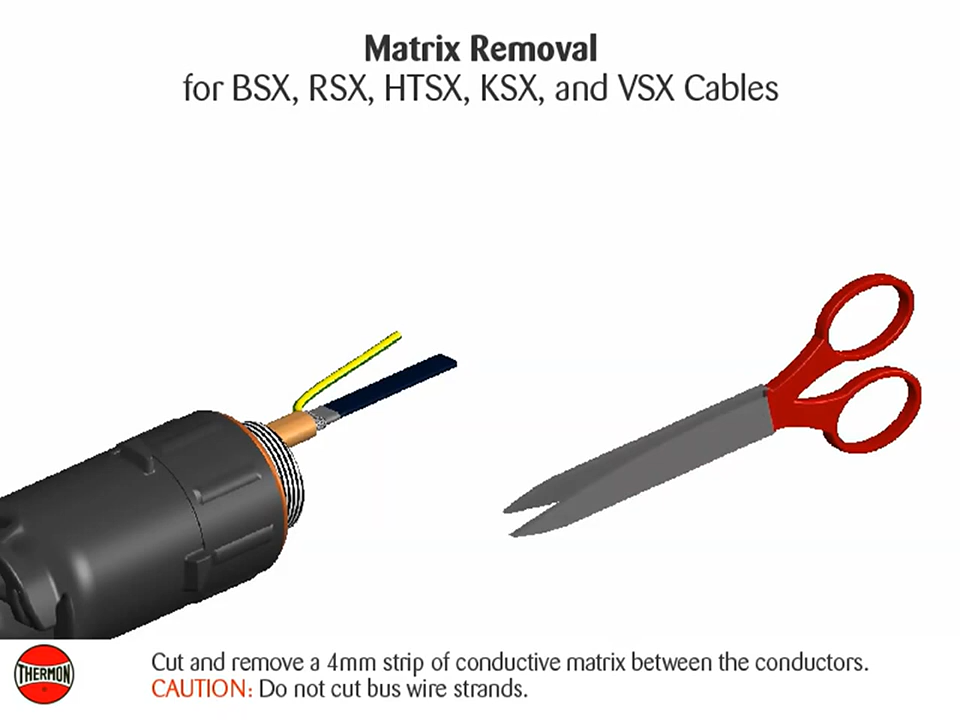 Matrix Removal
for BSX, RSX, HTSX, KSX, and VSX Cables
Cut and remove a 4mm strip of conductive matrix between the conductors.
THERMON
CAUTION: Do not cut bus wire strands.